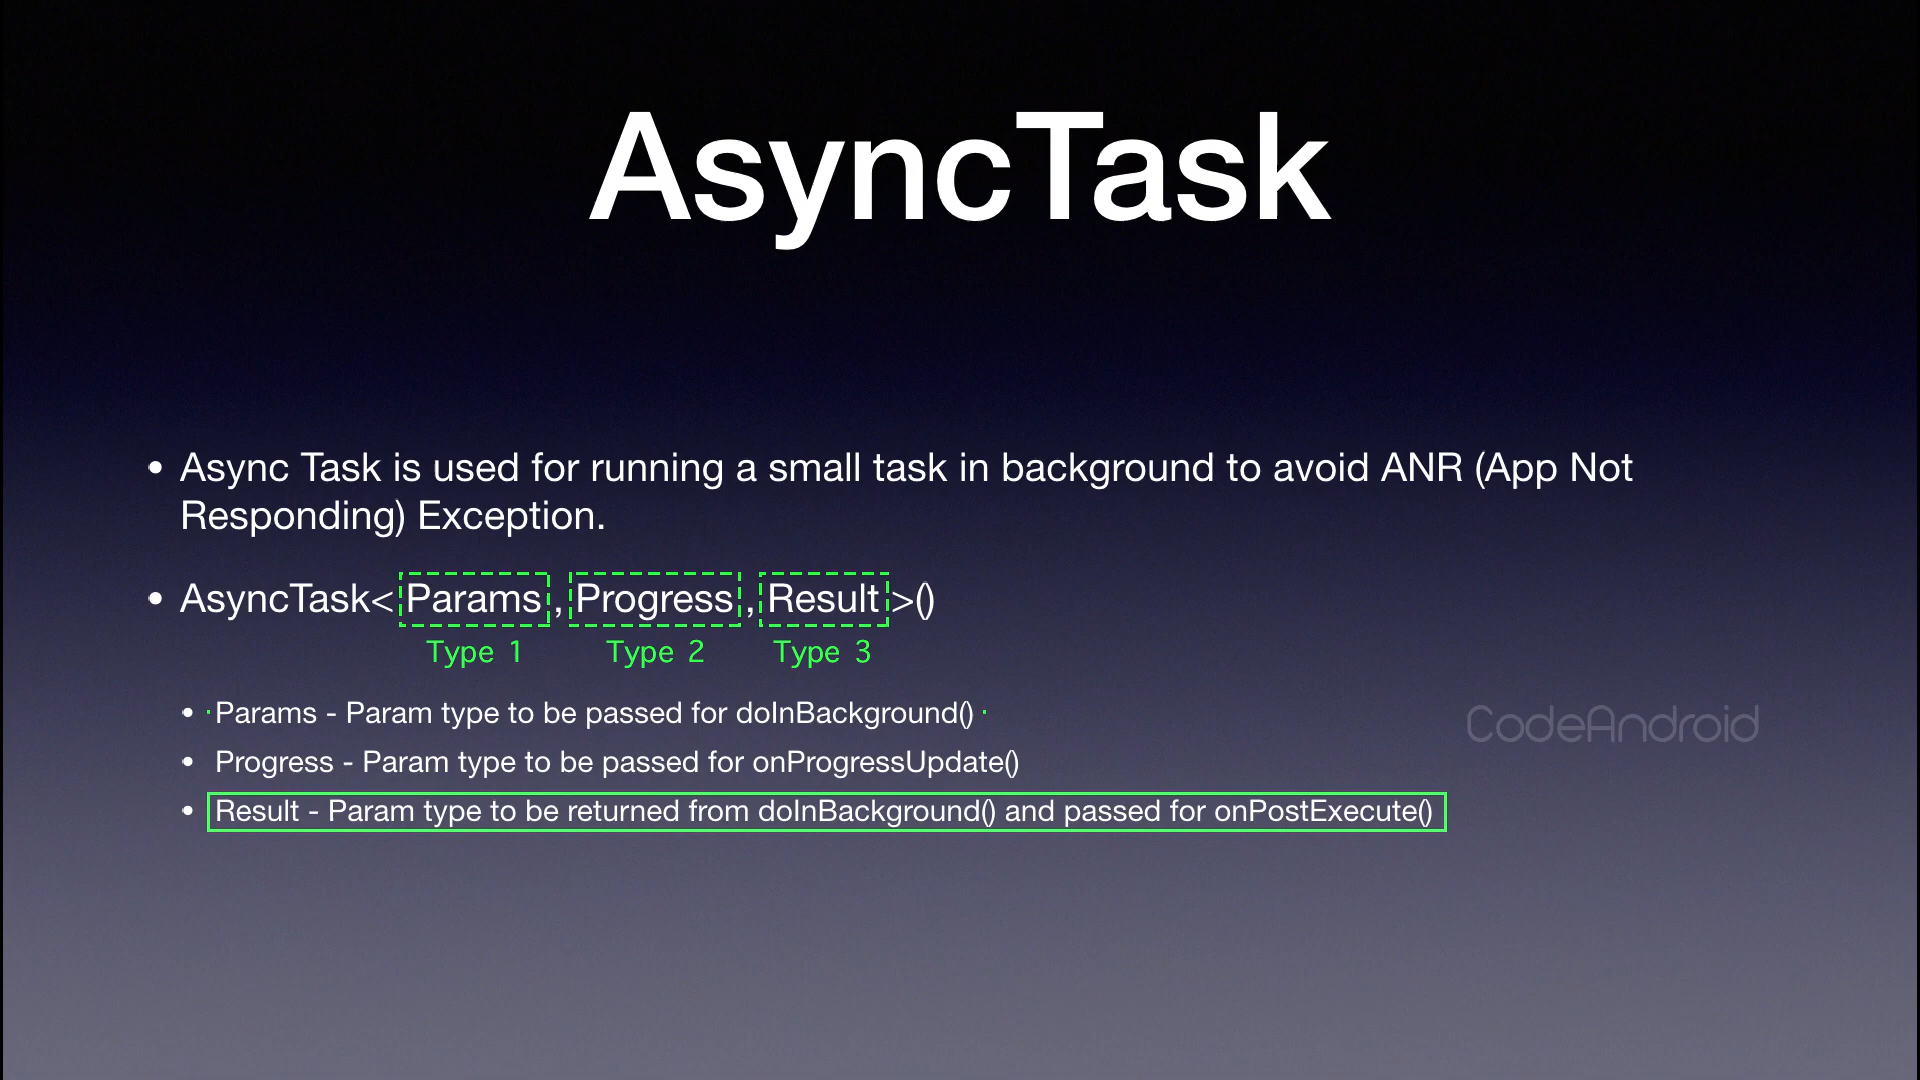 AsyncTask
• Async Task is used for running a small task in background to avoid ANR (App Not
Responding) Exception.
• AsyncTask<Params,Progress,Result>()
Type 1 Type 2 Type 3
• Params - Param type to be passed for doInBackground()
• Progress - Param type to be passed for onProgressUpdate()
• Result - Param type to be returned from doInBackground() and passed for onPostExecute()
CodeAndroid